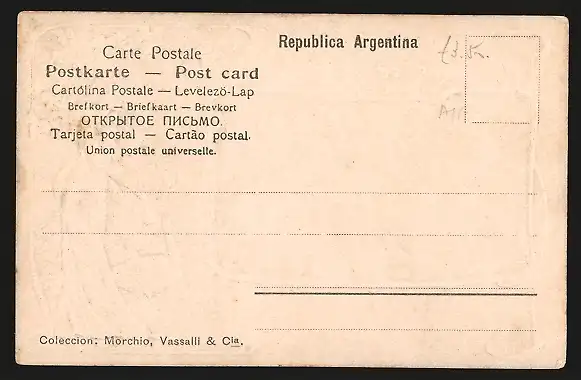 Republica Argentina
Carte Postale
Postkarte — Post card
Cartólina Postale — Levelezö-Lap
Brefkort — Briefkaart — Brevkort
ОТКРЫТОЕ ПИСЬМО.
Tarjeta postal — Cartão postal.
Union postale universelle.
Coleccion: Morchio, Vassalli & Cia.